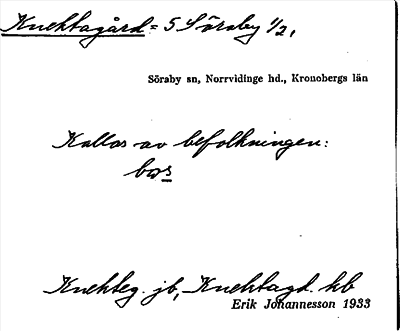 Knektagård = 5 Söraby 1/2,
Söraby sn, Norrvidinge hd., Kronobergs län
Kallas av befolkningen:
bɔs
Knekteg. jb, Knektagd. kb
Erik Johannesson 1933